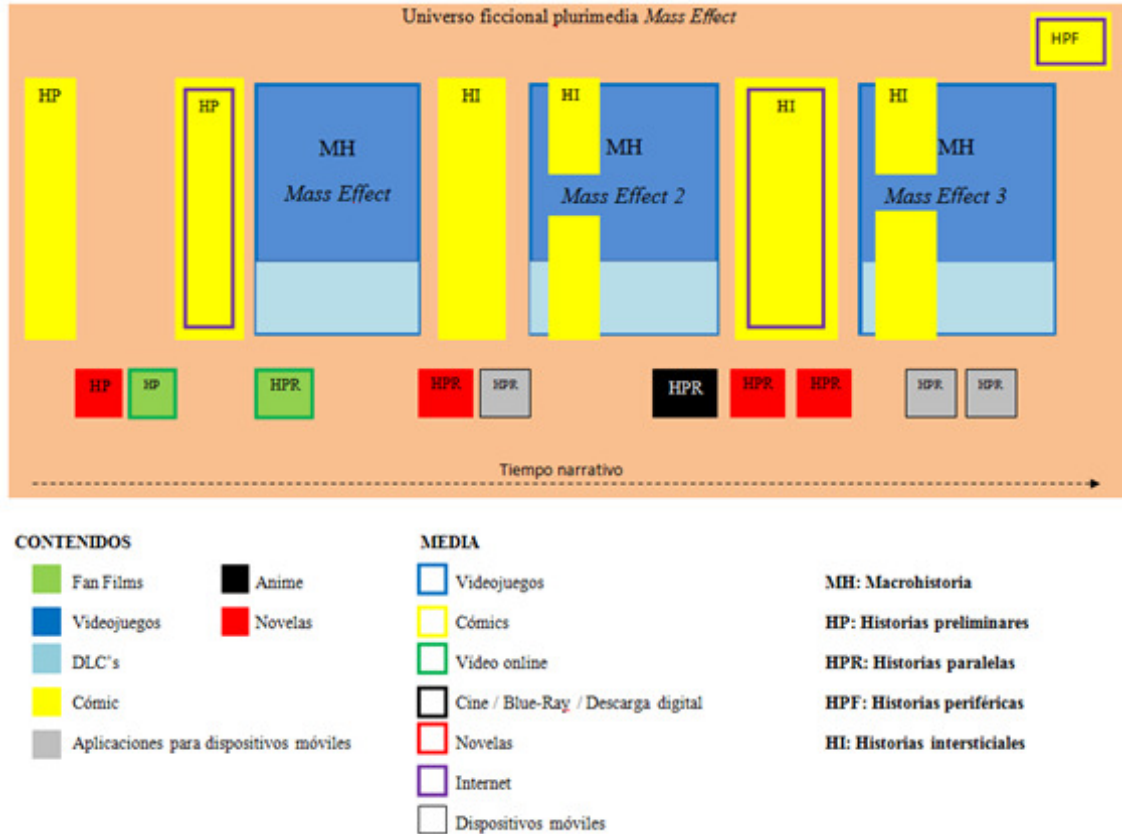 Universo ficcional plurimedia Mass Effect
HPF
HP
HP
MH
Mass Effect
HI
HI
MH
Mass Effect 2
HI
HI
MH
Mass Effect 3
HP
HP
HPR
HPR
HPR
HPR
HPR
HPR
HPR
HPR
Tiempo narrativo
CONTENIDOS
Fan Films
Anime
Videojuegos
Novelas
DLC's
Cómic
Aplicaciones para dispositivos móviles
MEDIA
Videojuegos
Cómics
Vídeo online
Cine / Blue-Ray / Descarga digital
Novelas
Internet
Dispositivos móviles
MH: Macrohistoria
HP: Historias preliminares
HPR: Historias paralelas
HPF: Historias periféricas
HI: Historias intersticiales